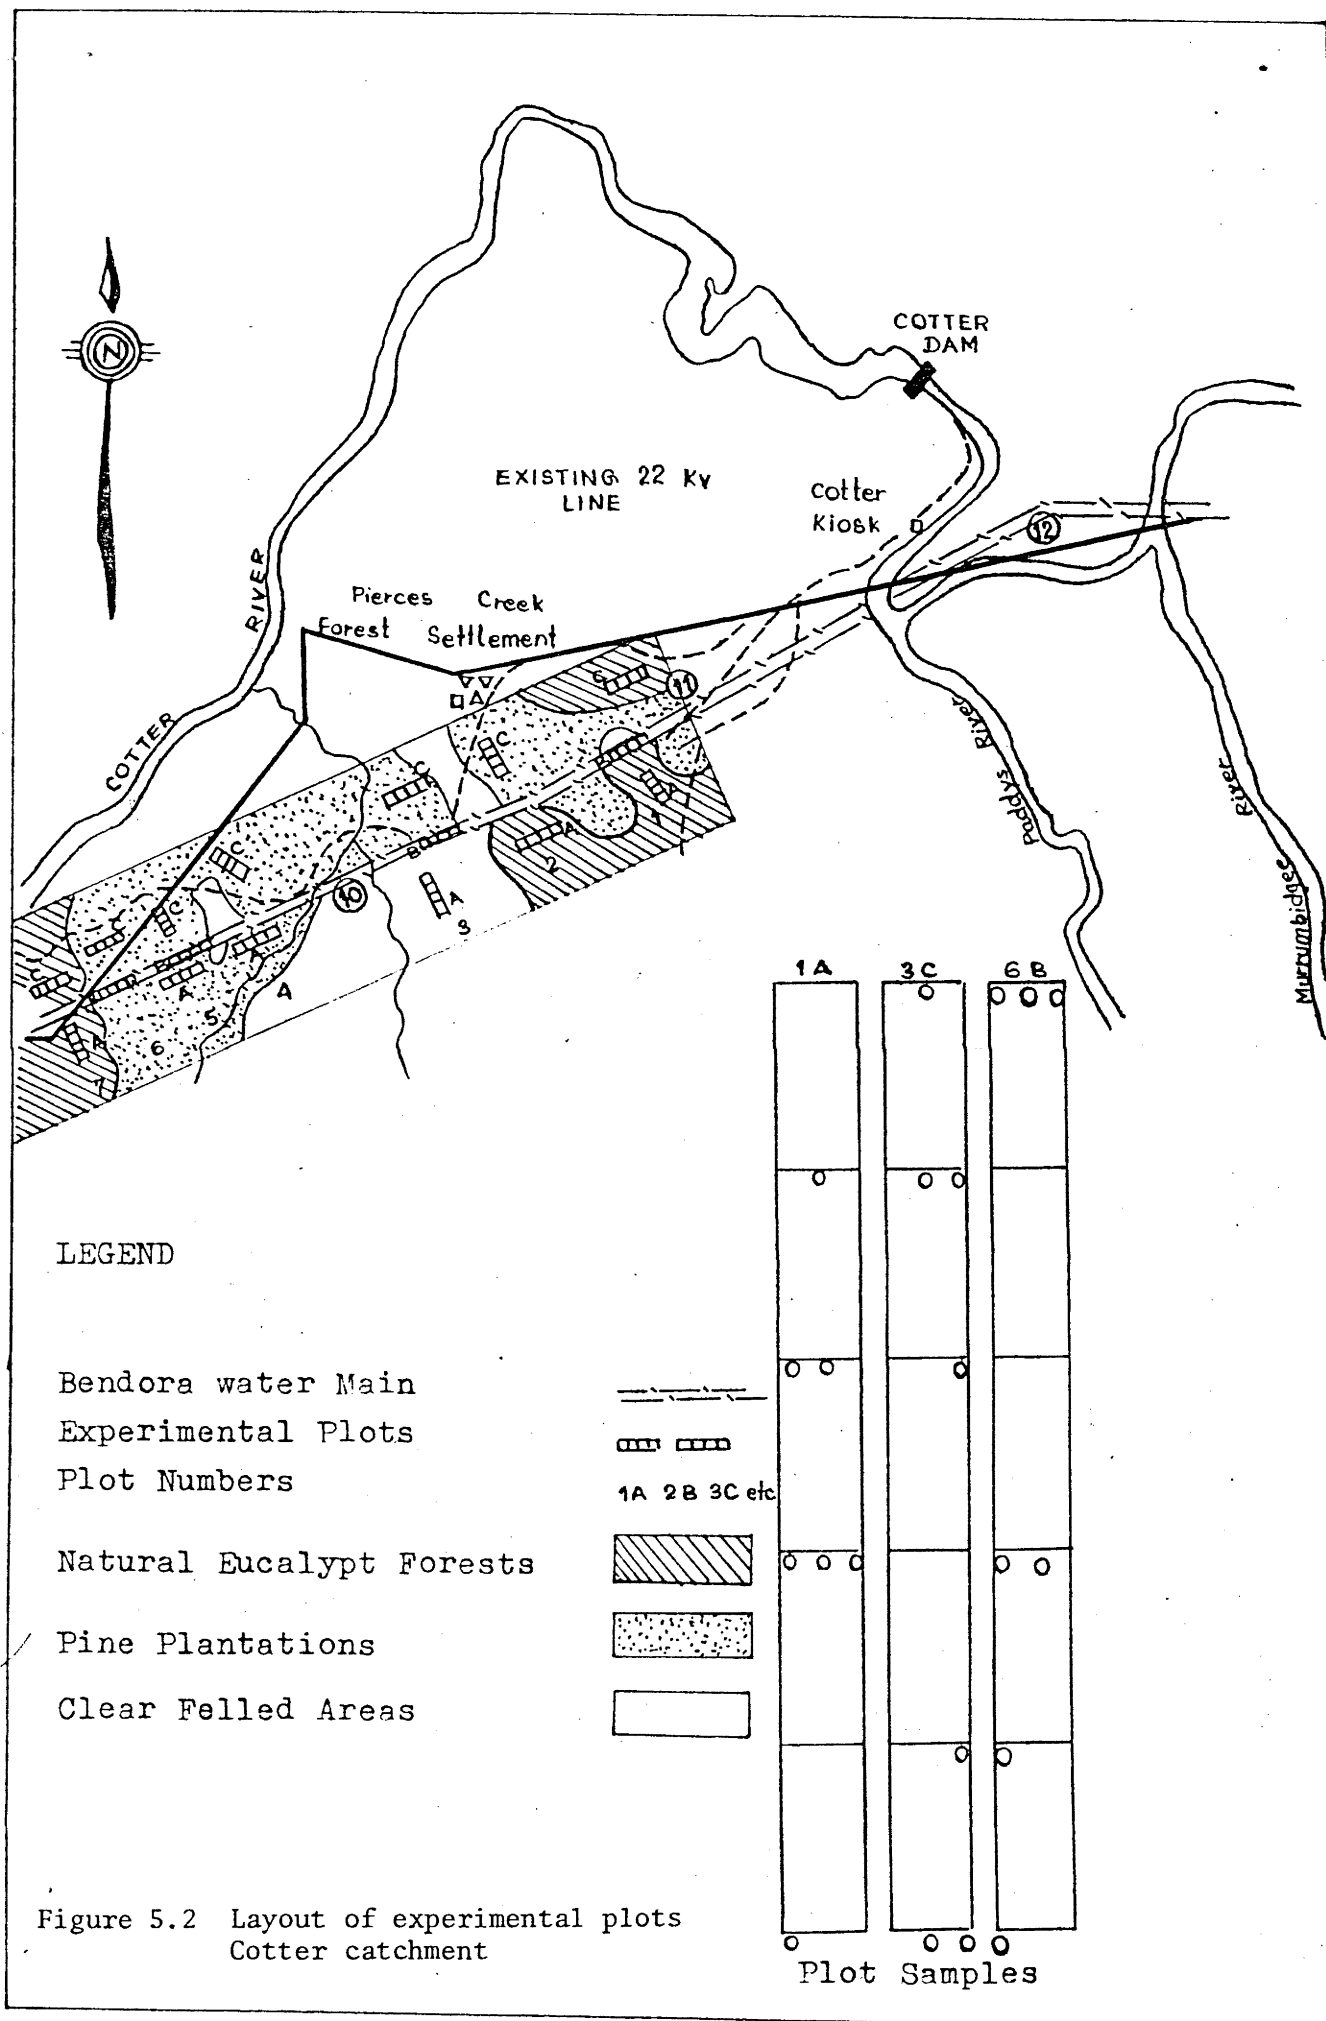 N
COTTER
DAM
EXISTING 22 KV
LINE
Cotter
Kiosk
12
RIVER
Pierces Creek
Forest Settlement
COTTER
Paddys River
River
Murrumbidgee
11
C
C
C
C
C
C
B
A
A
A
A
A
A
10
1
2
3
5
6
7
1A 3C 6B
LEGEND
Bendora water Main
Experimental Plots
Plot Numbers
1A 2B 3C etc
Natural Eucalypt Forests
Pine Plantations
Clear Felled Areas
Figure 5.2 Layout of experimental plots
Cotter catchment
Plot Samples